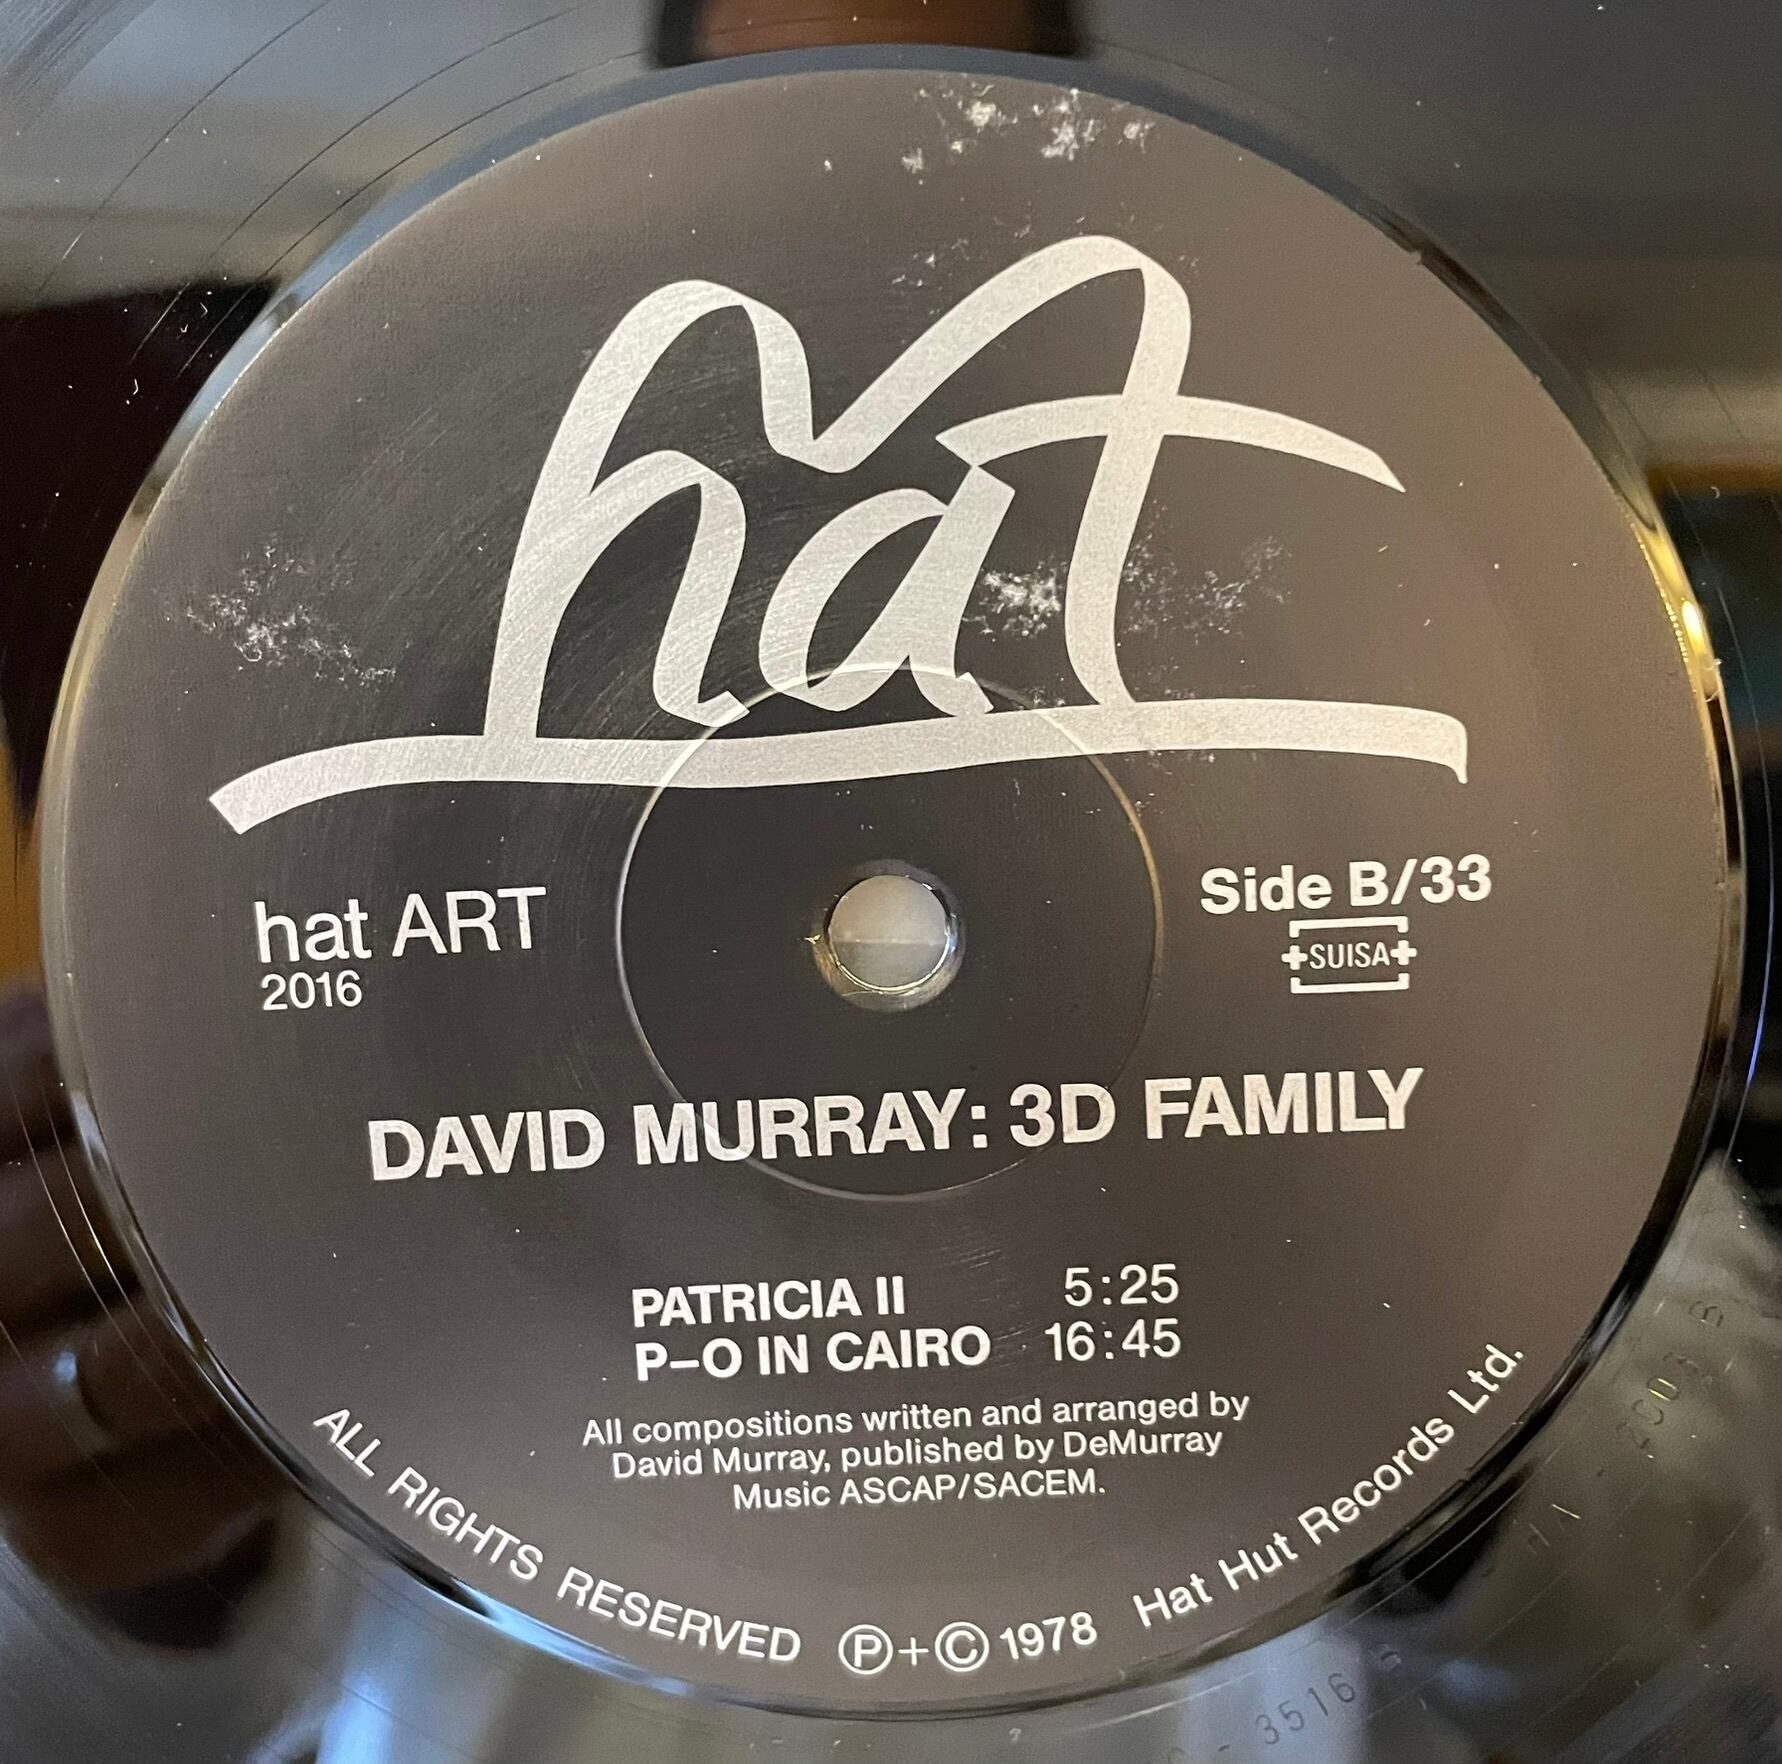 hat
hat ART
2016
Side B/33
SUISA
DAVID MURRAY: 3D FAMILY
PATRICIA II 5:25
P–O IN CAIRO 16:45
All compositions written and arranged by
David Murray, published by DeMurray
Music ASCAP/SACEM.
ALL RIGHTS RESERVED Ⓟ+© 1978 Hat Hut Records Ltd.
3516